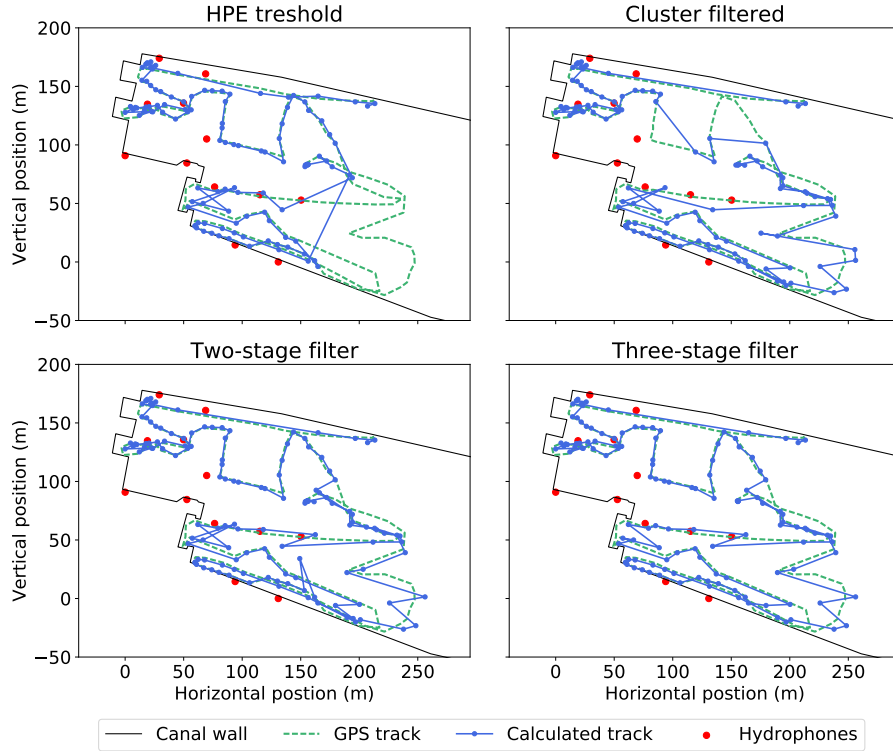 HPE treshold
Cluster filtered
200
150
100
50
0
−50
Vertical position (m)
Two-stage filter
Three-stage filter
200
150
100
50
0
−50
Vertical position (m)
0 50 100 150 200 250
0 50 100 150 200 250
Horizontal postion (m)
Horizontal postion (m)
Canal wall GPS track Calculated track Hydrophones